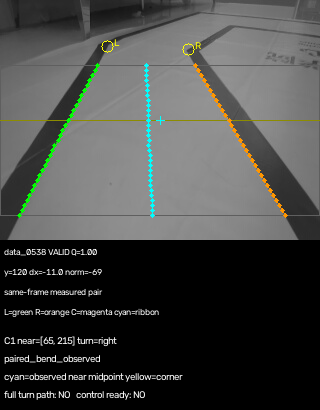 L
R
data_0538 VALID Q=1.00
y=120 dx=-11.0 norm=-69
same-frame measured pair
L=green R=orange C=magenta cyan=ribbon
C1 near=[65, 215] turn=right
paired_bend_observed
cyan=observed near midpoint yellow=corner
full turn path: NO control ready: NO